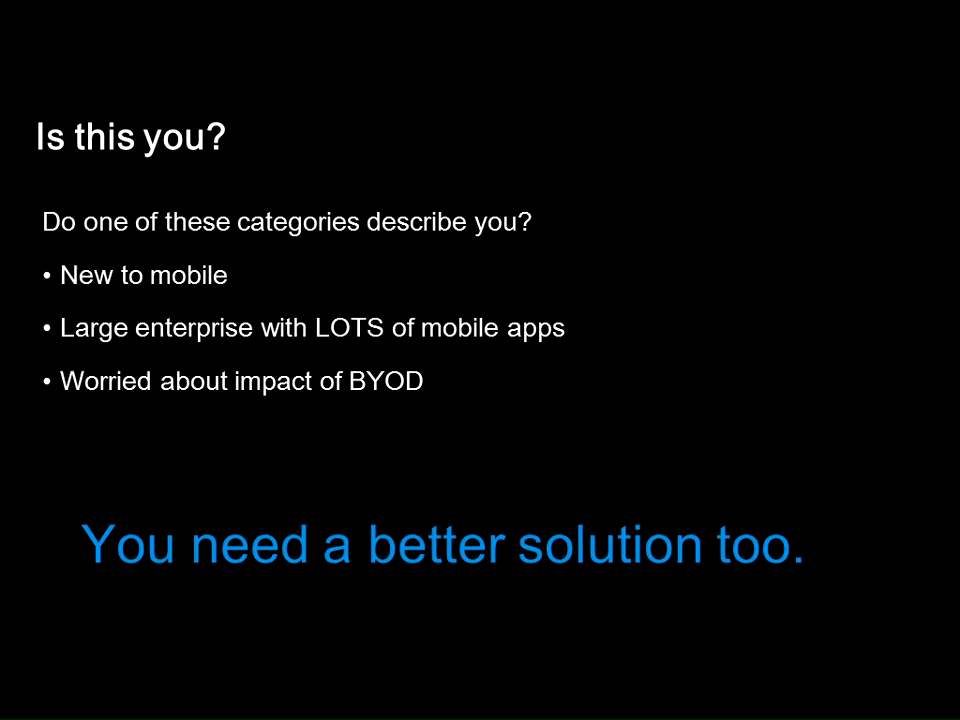 Is this you?
Do one of these categories describe you?
• New to mobile
• Large enterprise with LOTS of mobile apps
• Worried about impact of BYOD
You need a better solution too.